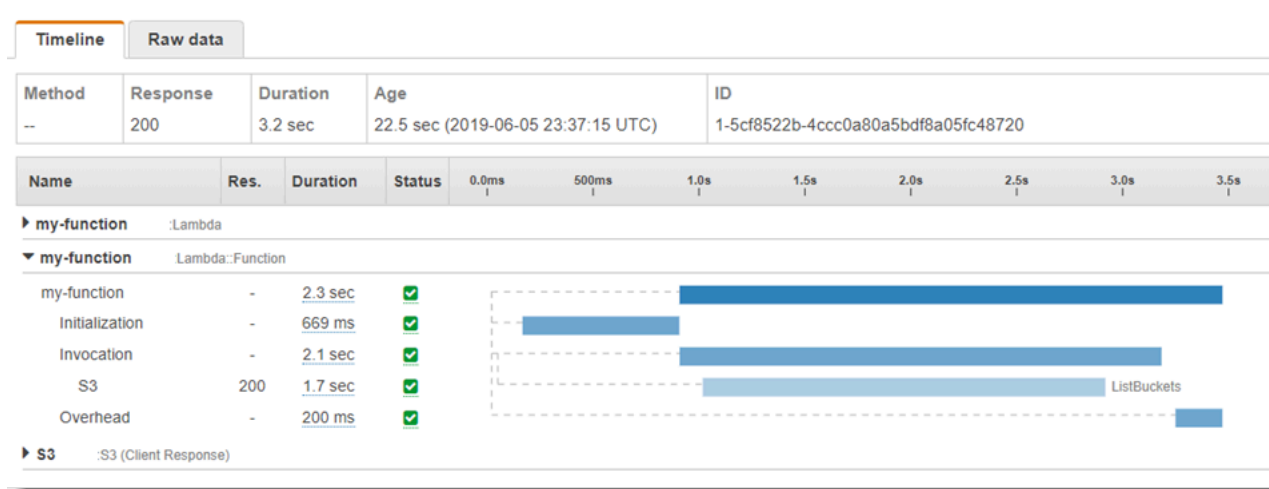 Timeline Raw data
Method Response Duration Age ID
-- 200 3.2 sec 22.5 sec (2019-06-05 23:37:15 UTC) 1-5cf8522b-4ccc0a80a5bdf8a05fc48720
Name Res. Duration Status 0.0ms 500ms 1.0s 1.5s 2.0s 2.5s 3.0s 3.5s
my-function :Lambda
my-function :Lambda::Function
my-function - 2.3 sec
Initialization - 669 ms
Invocation - 2.1 sec
S3 200 1.7 sec ListBuckets
Overhead - 200 ms
S3 :S3 (Client Response)